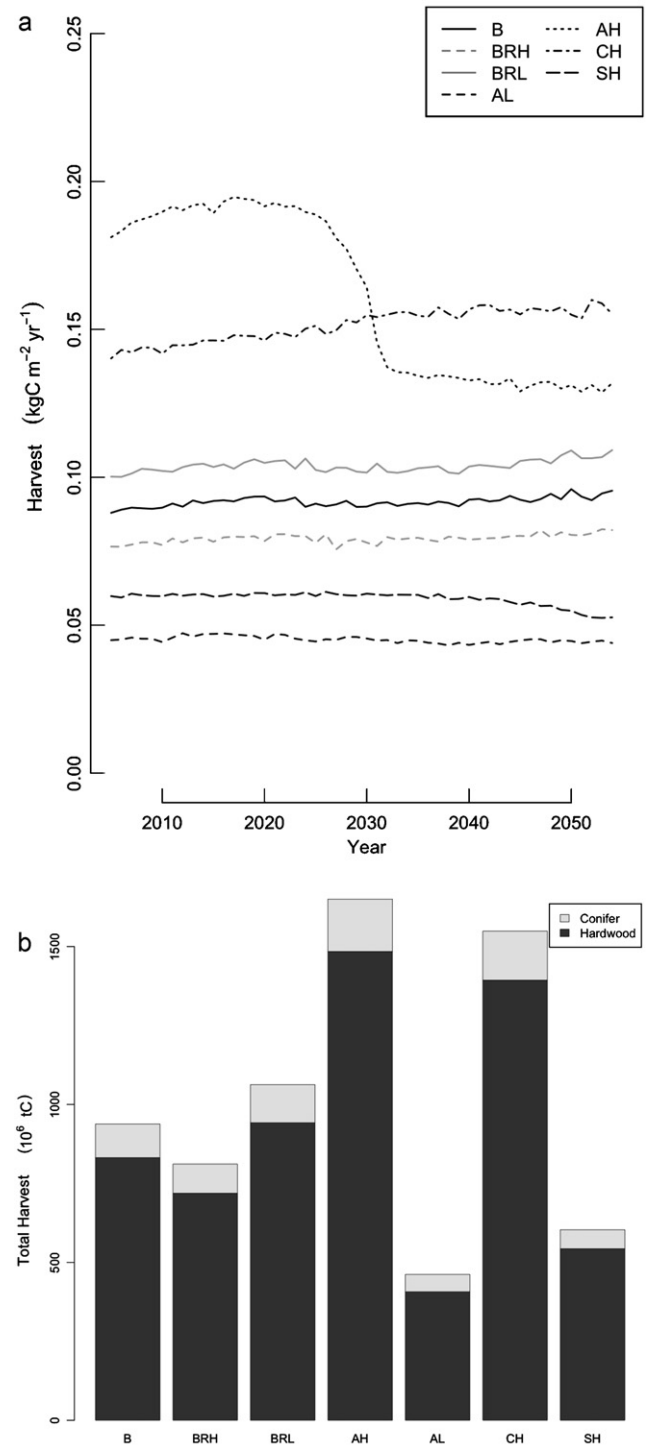 a
B
BRH
BRL
AL
AH
CH
SH
0.25
0.20
0.15
0.10
0.05
0.00
Harvest (kgC m⁻² yr⁻¹)
2010 2020 2030 2040 2050
Year
b
Conifer
Hardwood
1500
1000
500
0
Total Harvest (10⁶ tC)
B BRH BRL AH AL CH SH